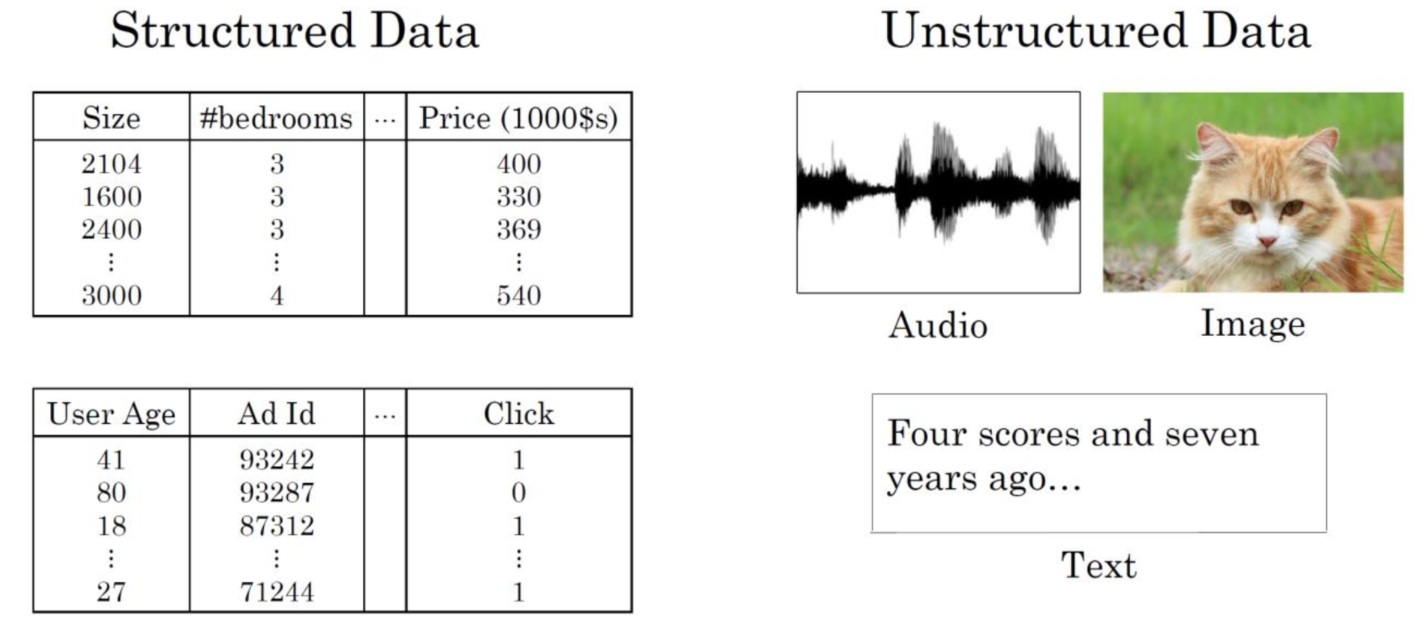 Structured Data
Size #bedrooms ... Price (1000$s)
2104 3 400
1600 3 330
2400 3 369
⋮ ⋮ ⋮
3000 4 540
User Age Ad Id ... Click
41 93242 1
80 93287 0
18 87312 1
⋮ ⋮ ⋮
27 71244 1
Unstructured Data
Audio
Image
Four scores and seven
years ago...
Text